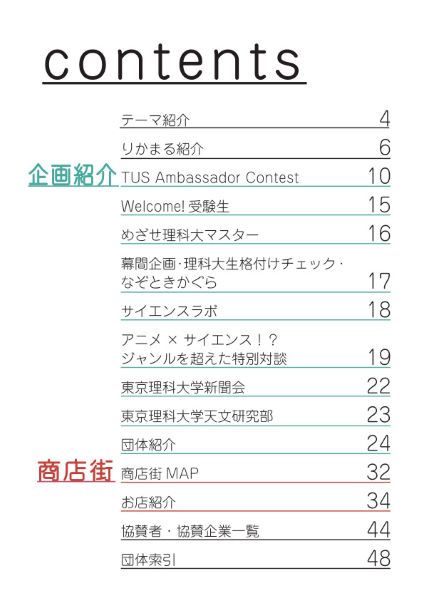 contents
テーマ紹介 4
りかまる紹介 6
企画紹介 TUS Ambassador Contest 10
Welcome! 受験生 15
めざせ理科大マスター 16
幕間企画・理科大生格付けチェック・
なぞときかぐら 17
サイエンスラボ 18
アニメ × サイエンス！？
ジャンルを超えた特別対談 19
東京理科大学新聞会 22
東京理科大学天文研究部 23
団体紹介 24
商店街 商店街 MAP 32
お店紹介 34
協賛者・協賛企業一覧 44
団体索引 48